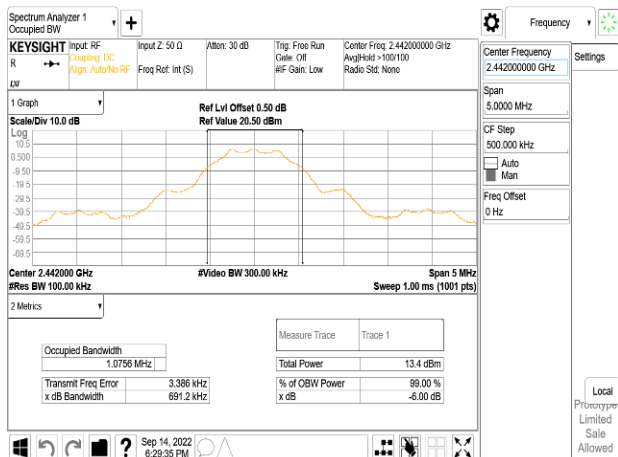 Spectrum Analyzer 1
Occupied BW
+
Frequency
KEYSIGHT
R
LXI
Input: RF
Coupling: DC
Align: Auto/No RF
Input Z: 50 Ω
Freq Ref: Int (S)
Atten: 30 dB
Trig: Free Run
Gate: Off
#IF Gain: Low
Center Freq: 2.442000000 GHz
Avg|Hold >100/100
Radio Std: None
Center Frequency
2.442000000 GHz
Settings
Span
5.0000 MHz
CF Step
500.000 kHz
Auto
Man
Freq Offset
0 Hz
1 Graph
Ref Lvl Offset 0.50 dB
Scale/Div 10.0 dB
Ref Value 20.50 dBm
Log
10.5
0.500
-9.50
-19.5
-29.5
-39.5
-49.5
-59.5
-69.5
Center 2.442000 GHz
#Video BW 300.00 kHz
Span 5 MHz
#Res BW 100.00 kHz
Sweep 1.00 ms (1001 pts)
2 Metrics
Measure Trace
Trace 1
Occupied Bandwidth
1.0756 MHz
Total Power
13.4 dBm
Transmit Freq Error
3.386 kHz
% of OBW Power
99.00 %
x dB Bandwidth
691.2 kHz
x dB
-6.00 dB
Local
Prototype
Limited
Sale
Allowed
?
Sep 14, 2022
6:29:35 PM